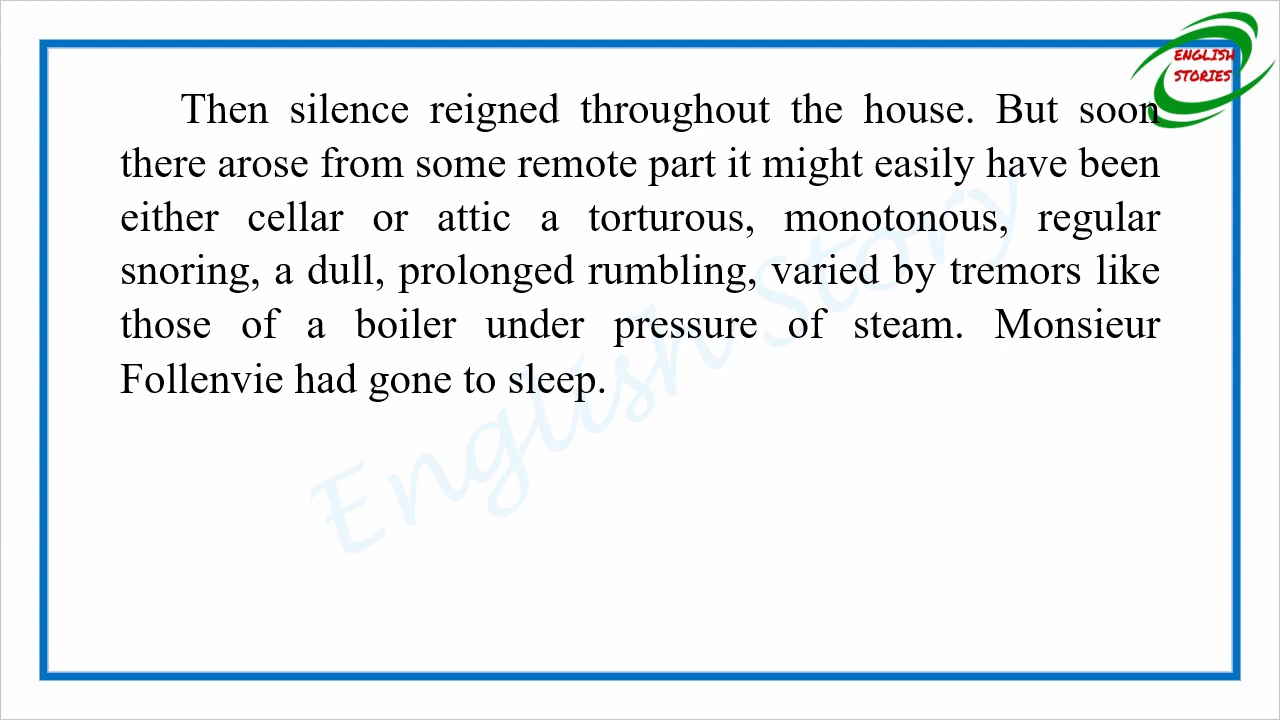 ENGLISH
STORIES
Then silence reigned throughout the house. But soon
there arose from some remote part it might easily have been
either cellar or attic a torturous, monotonous, regular
snoring, a dull, prolonged rumbling, varied by tremors like
those of a boiler under pressure of steam. Monsieur
Follenvie had gone to sleep.
English Story